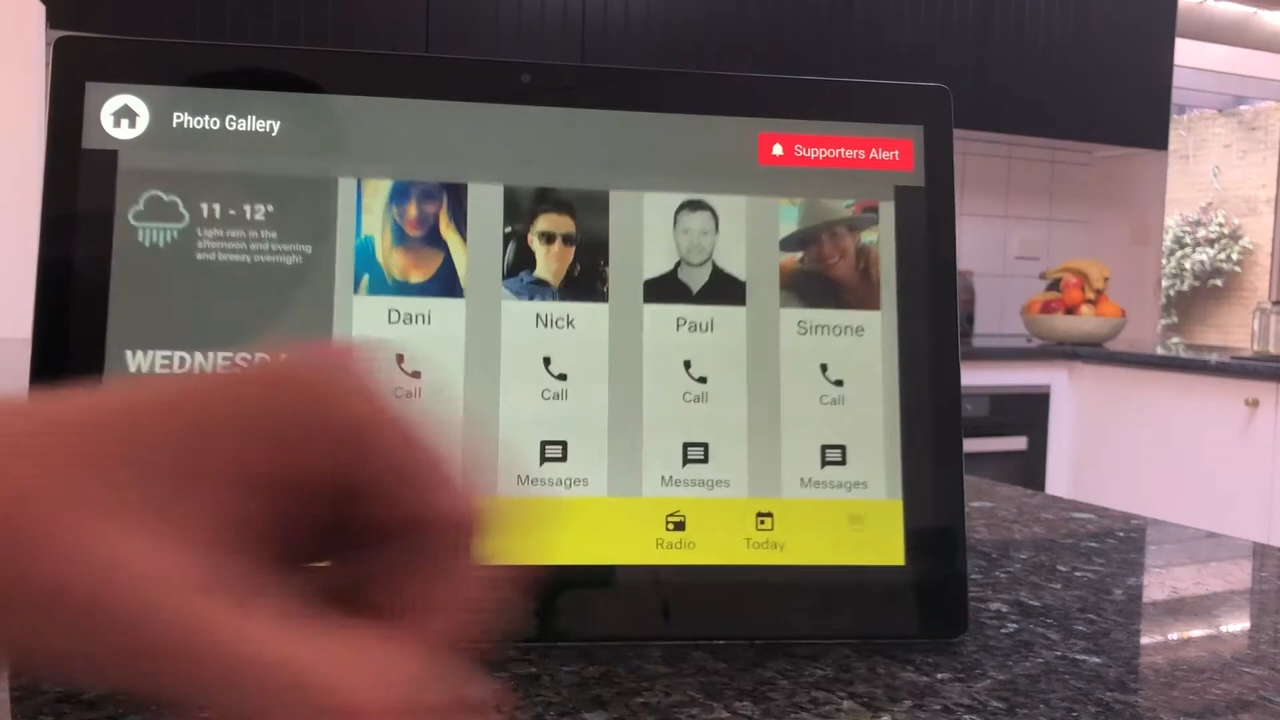 Photo Gallery
Supporters Alert
11 - 12°
Light rain in the
afternoon and evening
and breezy overnight
Dani
Nick
Paul
Simone
Call
Call
Call
Call
Messages
Messages
Messages
Radio
Today